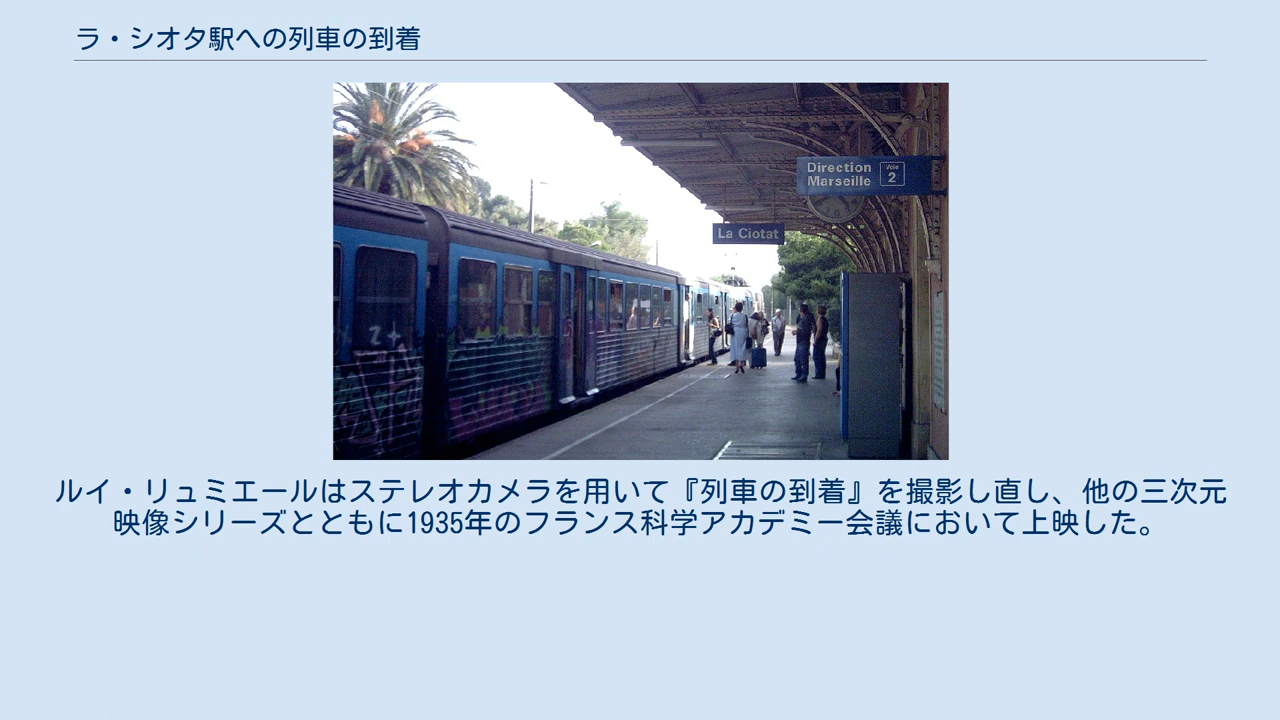 ラ・シオタ駅への列車の到着
Direction
Marseille
Voie
2
La Ciotat
ルイ・リュミエールはステレオカメラを用いて『列車の到着』を撮影し直し、他の三次元
映像シリーズとともに1935年のフランス科学アカデミー会議において上映した。